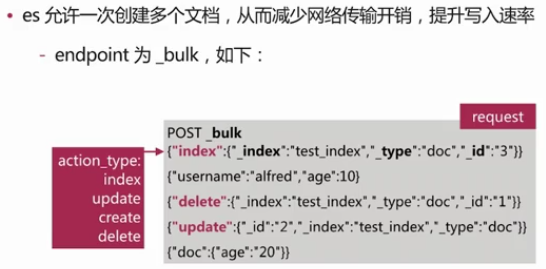 • es 允许一次创建多个文档，从而减少网络传输开销，提升写入速率
- endpoint 为 _bulk，如下：
request
POST _bulk
{"index":{"_index":"test_index","_type":"doc","_id":"3"}}
{"username":"alfred","age":10}
{"delete":{"_index":"test_index","_type":"doc","_id":"1"}}
{"update":{"_id":"2","_index":"test_index","_type":"doc"}}
{"doc":{"age":"20"}}
action_type:
index
update
create
delete